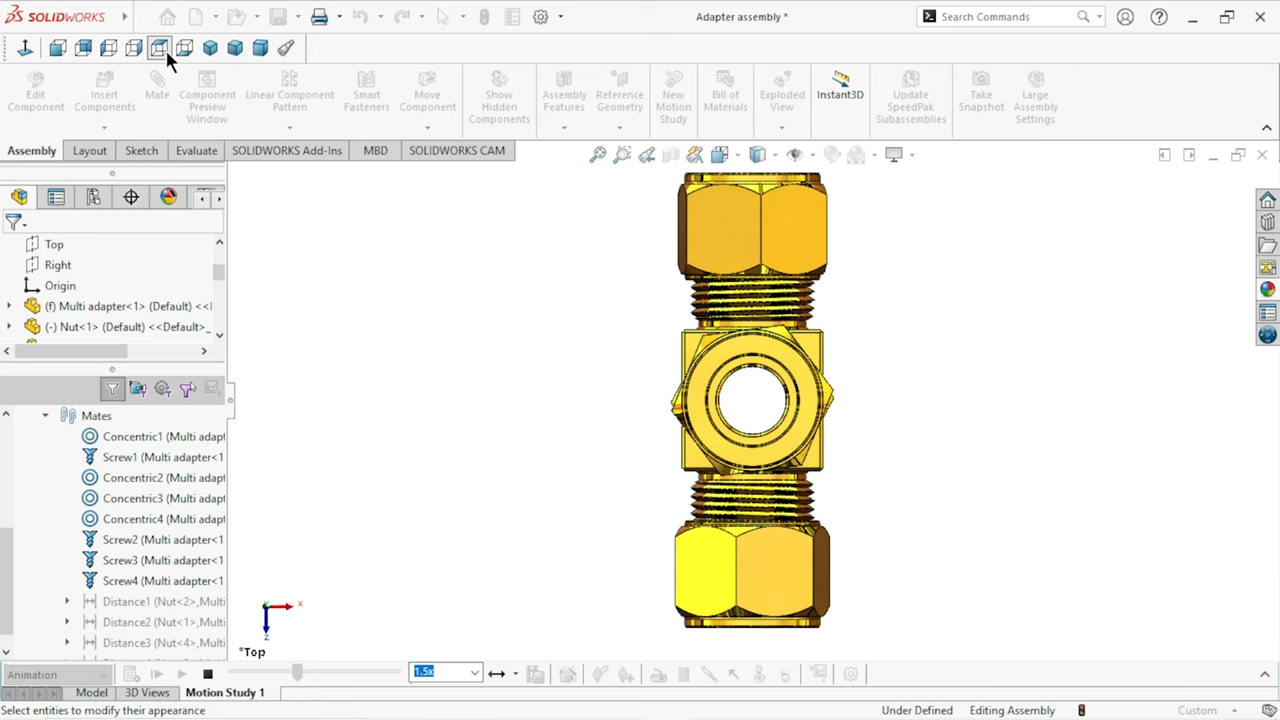 SOLIDWORKS
Adapter assembly *
Search Commands
Edit Component
Insert Components
Mate
Component Preview Window
Linear Component Pattern
Smart Fasteners
Move Component
Show Hidden Components
Assembly Features
Reference Geometry
New Motion Study
Bill of Materials
Exploded View
Instant3D
Update SpeedPak Subassemblies
Take Snapshot
Large Assembly Settings
Assembly
Layout
Sketch
Evaluate
SOLIDWORKS Add-Ins
MBD
SOLIDWORKS CAM
Top
Right
Origin
(f) Multi adapter<1> (Default) <<
(-) Nut<1> (Default) <<Default>_
Mates
Concentric1 (Multi adapt
Screw1 (Multi adapter<1
Concentric2 (Multi adapt
Concentric3 (Multi adapt
Concentric4 (Multi adapt
Screw2 (Multi adapter<1
Screw3 (Multi adapter<1
Screw4 (Multi adapter<1
Distance1 (Nut<2>,Multi
Distance2 (Nut<1>,Multi
Distance3 (Nut<4>,Multi
X
Z
*Top
Animation
1.5x
Model
3D Views
Motion Study 1
Select entities to modify their appearance
Under Defined
Editing Assembly
Custom